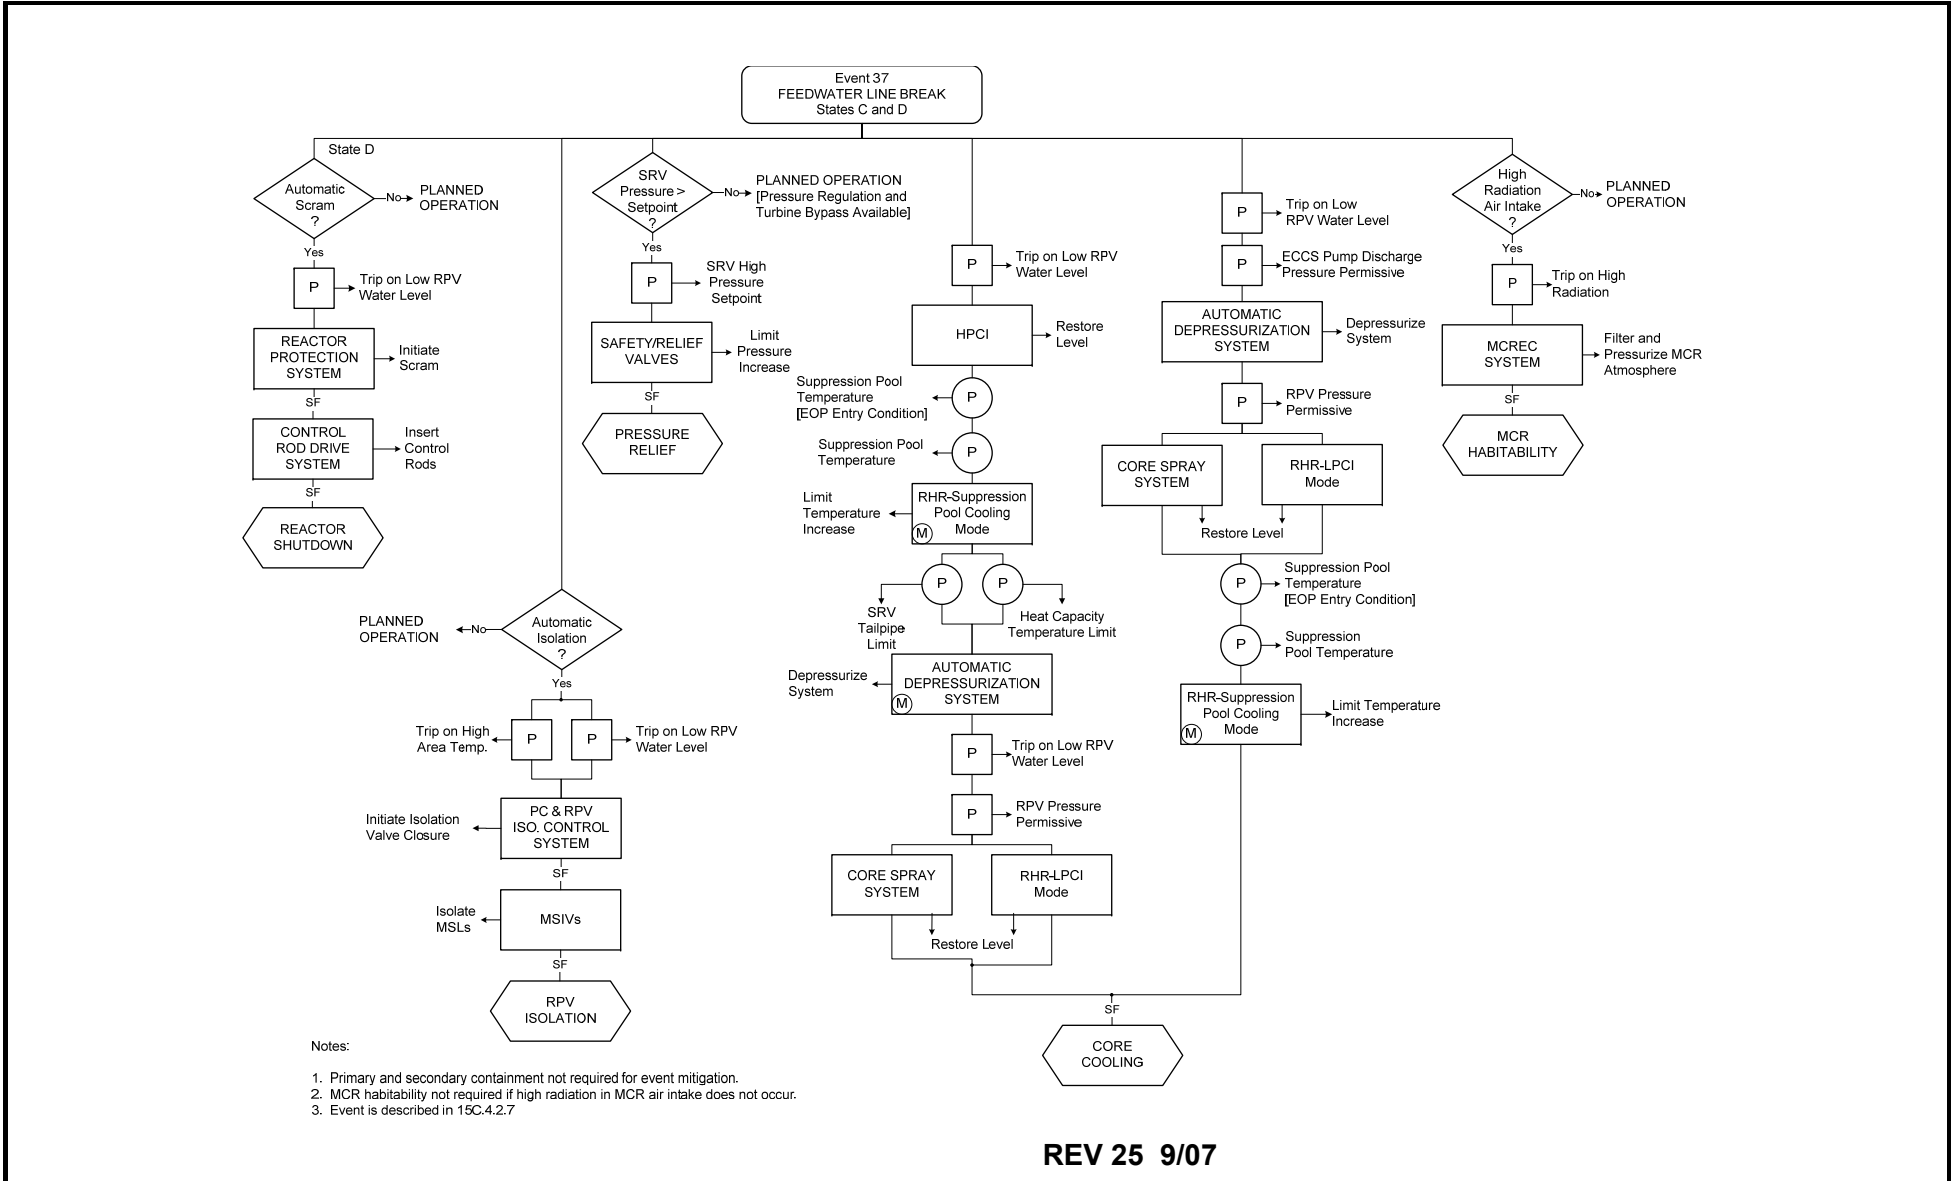 Event 37
FEEDWATER LINE BREAK
States C and D
State D
Automatic
Scram
?
No
PLANNED
OPERATION
Yes
P
Trip on Low RPV
Water Level
REACTOR
PROTECTION
SYSTEM
Initiate
Scram
SF
CONTROL
ROD DRIVE
SYSTEM
Insert
Control
Rods
SF
REACTOR
SHUTDOWN
Automatic
Isolation
?
No
PLANNED
OPERATION
Yes
P
Trip on High
Area Temp.
P
Trip on Low RPV
Water Level
PC & RPV
ISO. CONTROL
SYSTEM
Initiate Isolation
Valve Closure
SF
MSIVs
Isolate
MSLs
SF
RPV
ISOLATION
SRV
Pressure >
Setpoint
?
No
PLANNED OPERATION
[Pressure Regulation and
Turbine Bypass Available]
Yes
P
SRV High
Pressure
Setpoint
SAFETY/RELIEF
VALVES
Limit
Pressure
Increase
SF
PRESSURE
RELIEF
P
Trip on Low RPV
Water Level
HPCI
Restore
Level
P
Suppression Pool
Temperature
[EOP Entry Condition]
P
Suppression Pool
Temperature
RHR-Suppression
Pool Cooling
Mode
M
Limit
Temperature
Increase
P
SRV
Tailpipe
Limit
P
Heat Capacity
Temperature Limit
AUTOMATIC
DEPRESSURIZATION
SYSTEM
M
Depressurize
System
P
Trip on Low RPV
Water Level
P
RPV Pressure
Permissive
CORE SPRAY
SYSTEM
RHR-LPCI
Mode
Restore Level
P
Trip on Low
RPV Water Level
P
ECCS Pump Discharge
Pressure Permissive
AUTOMATIC
DEPRESSURIZATION
SYSTEM
Depressurize
System
P
RPV Pressure
Permissive
CORE SPRAY
SYSTEM
RHR-LPCI
Mode
Restore Level
P
Suppression Pool
Temperature
[EOP Entry Condition]
P
Suppression
Pool Temperature
RHR-Suppression
Pool Cooling
Mode
M
Limit Temperature
Increase
SF
CORE
COOLING
High
Radiation
Air Intake
?
No
PLANNED
OPERATION
Yes
P
Trip on High
Radiation
MCREC
SYSTEM
Filter and
Pressurize MCR
Atmosphere
SF
MCR
HABITABILITY
Notes:
1. Primary and secondary containment not required for event mitigation.
2. MCR habitability not required if high radiation in MCR air intake does not occur.
3. Event is described in 15C.4.2.7
REV 25 9/07